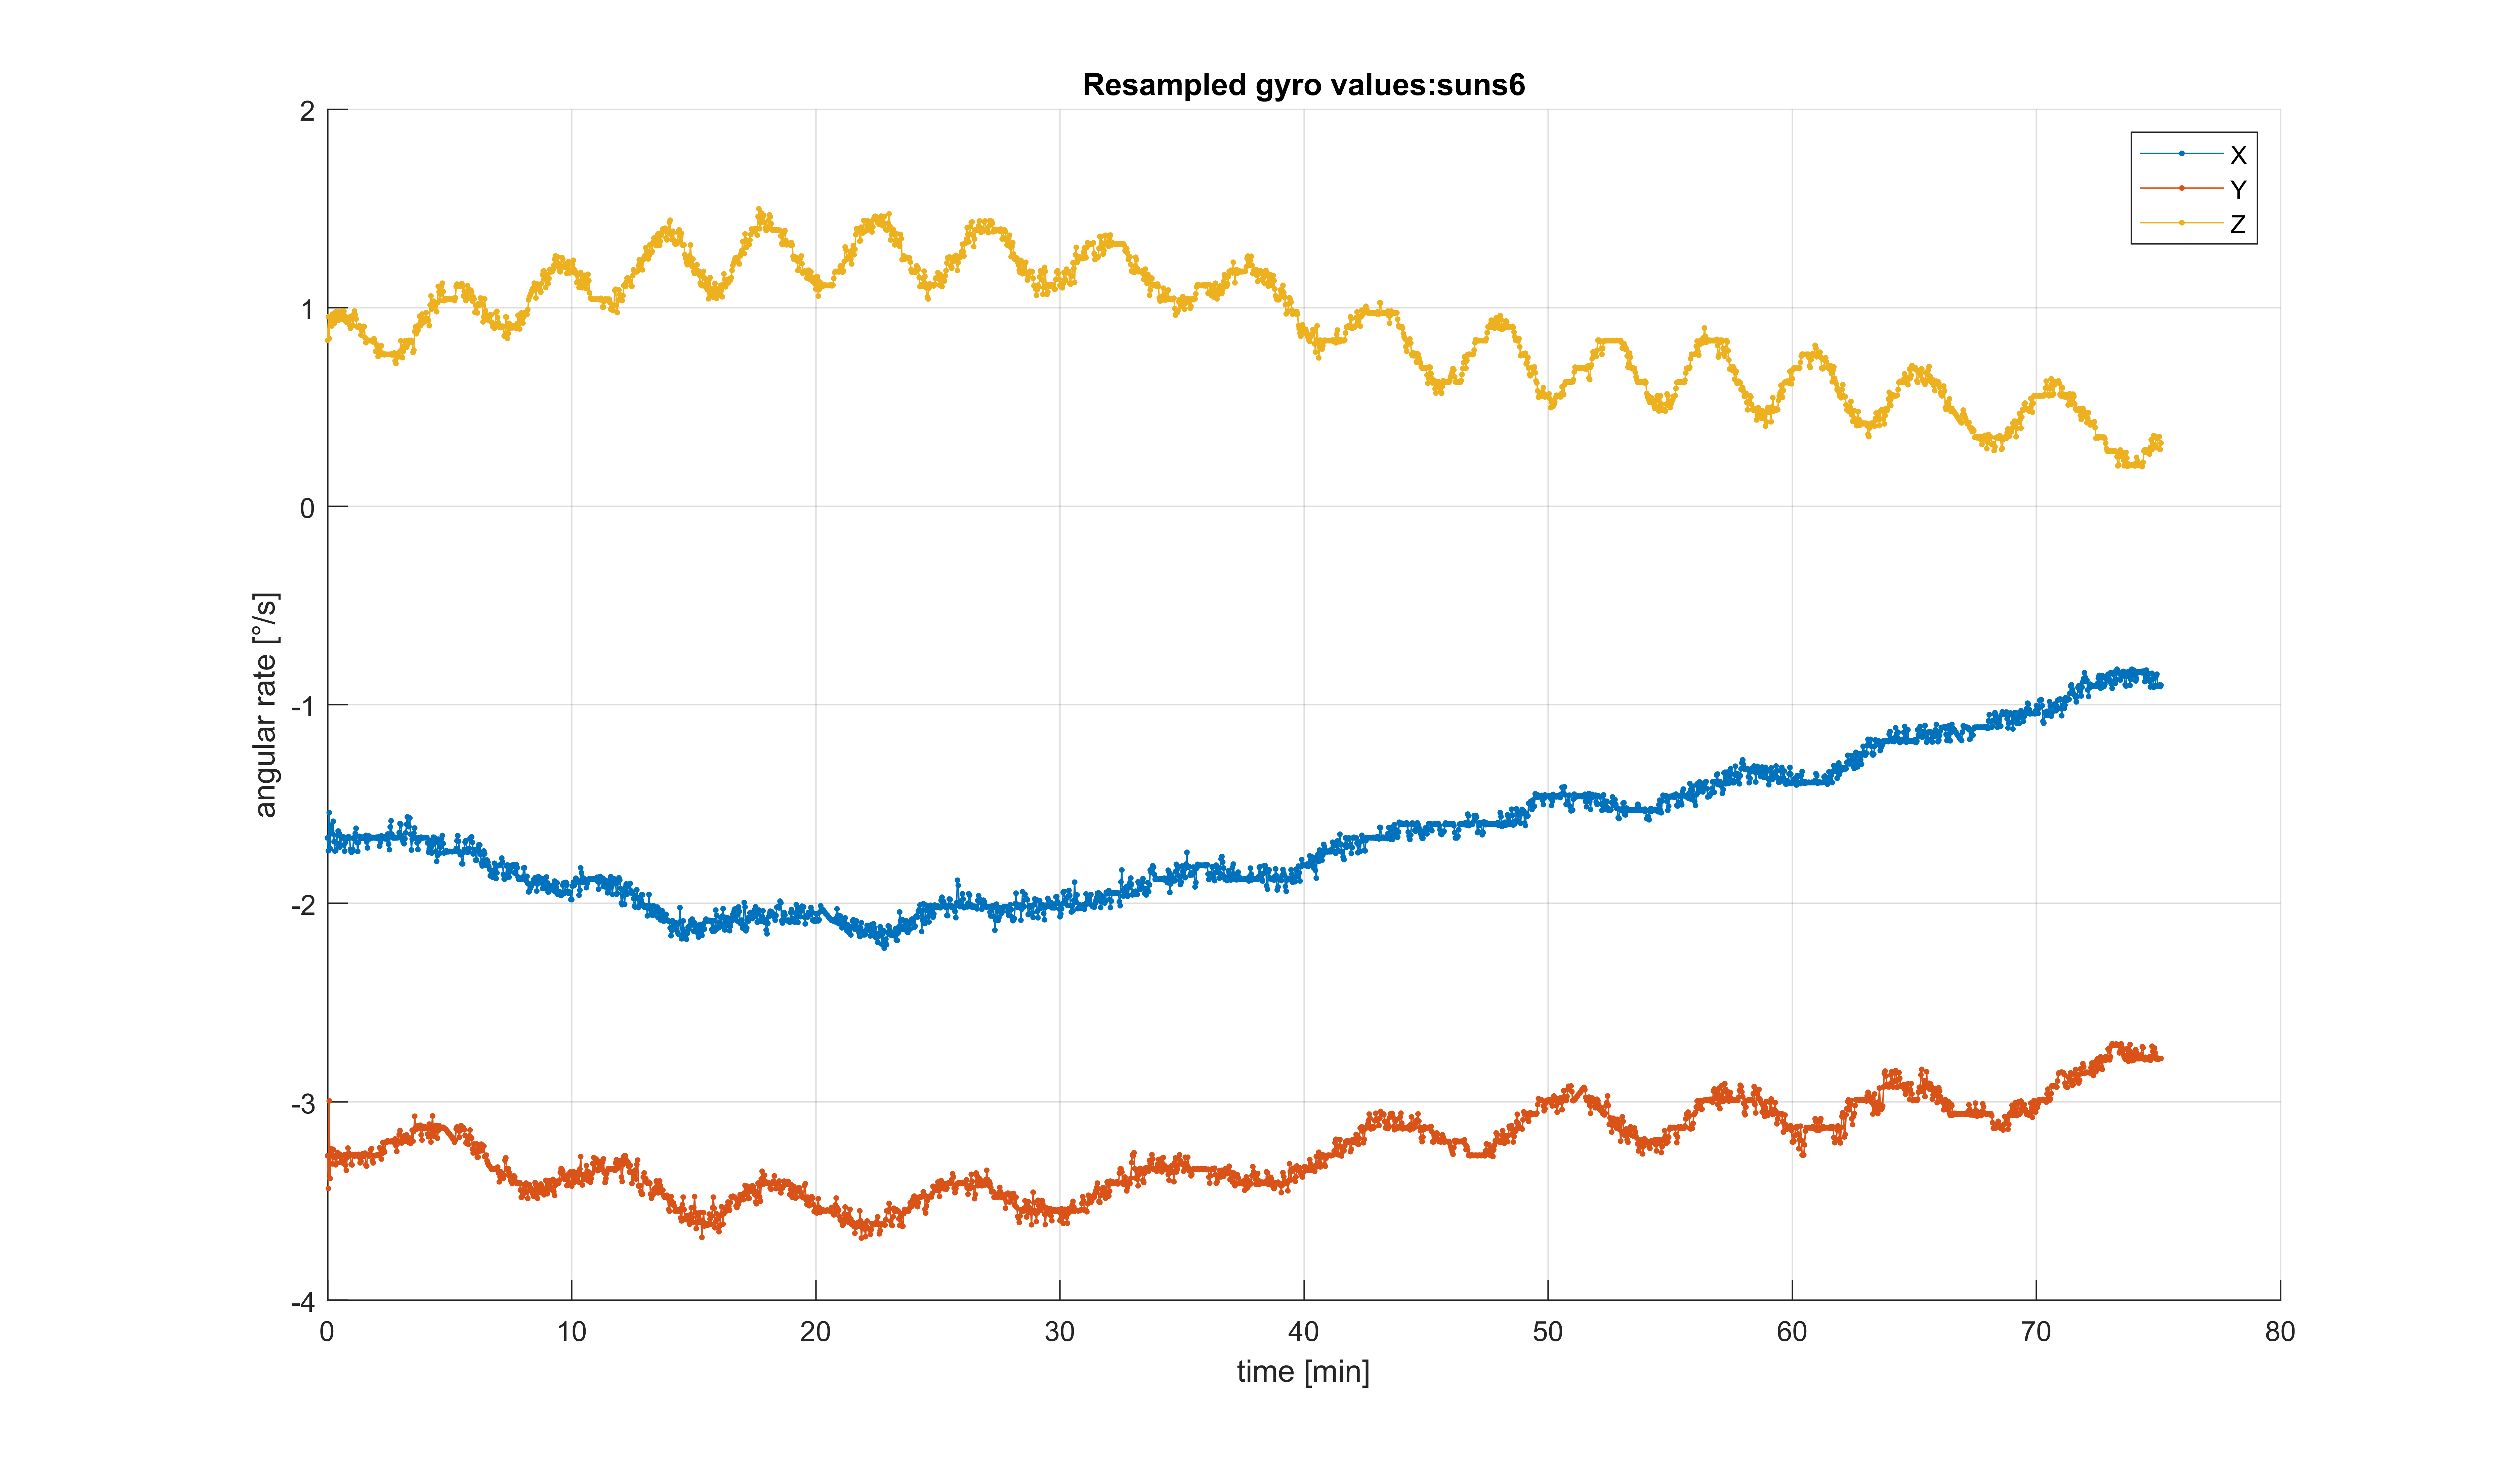 Resampled gyro values:suns6
X
Y
Z
2
1
0
-1
-2
-3
-4
angular rate [°/s]
0 10 20 30 40 50 60 70 80
time [min]